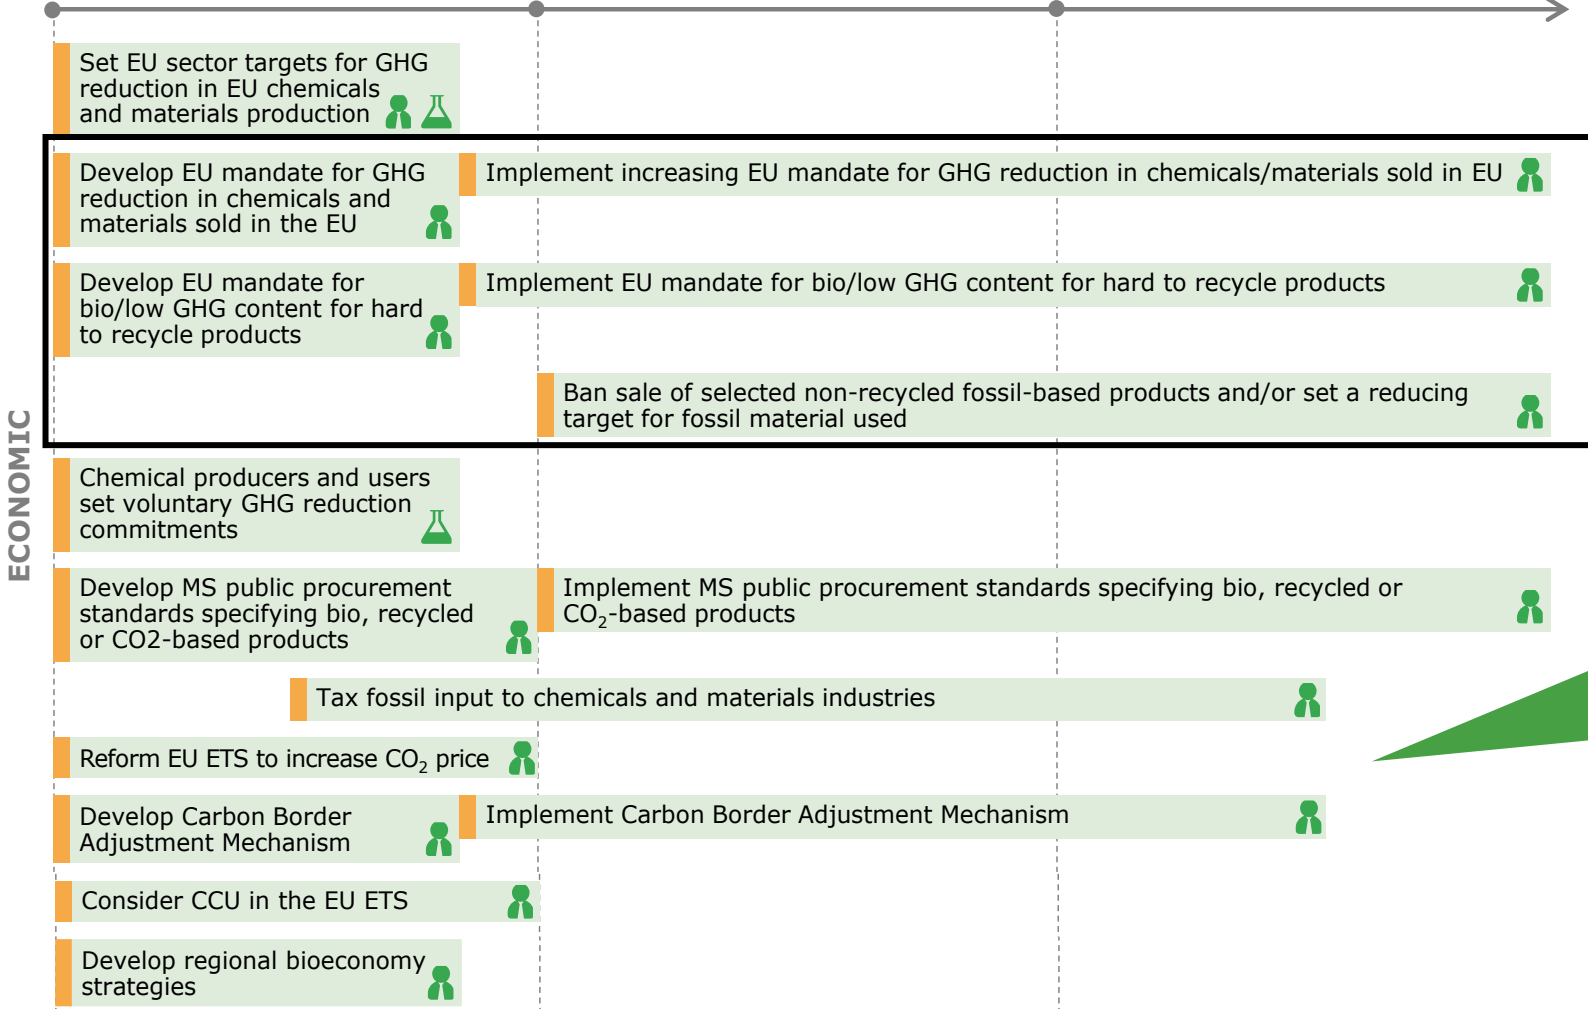 Set EU sector targets for GHG
reduction in EU chemicals
and materials production
Develop EU mandate for GHG
reduction in chemicals and
materials sold in the EU
Implement increasing EU mandate for GHG reduction in chemicals/materials sold in EU
Develop EU mandate for
bio/low GHG content for hard
to recycle products
Implement EU mandate for bio/low GHG content for hard to recycle products
Ban sale of selected non-recycled fossil-based products and/or set a reducing
target for fossil material used
ECONOMIC
Chemical producers and users
set voluntary GHG reduction
commitments
Develop MS public procurement
standards specifying bio, recycled
or CO2-based products
Implement MS public procurement standards specifying bio, recycled or
CO₂-based products
Tax fossil input to chemicals and materials industries
Reform EU ETS to increase CO₂ price
Develop Carbon Border
Adjustment Mechanism
Implement Carbon Border Adjustment Mechanism
Consider CCU in the EU ETS
Develop regional bioeconomy
strategies